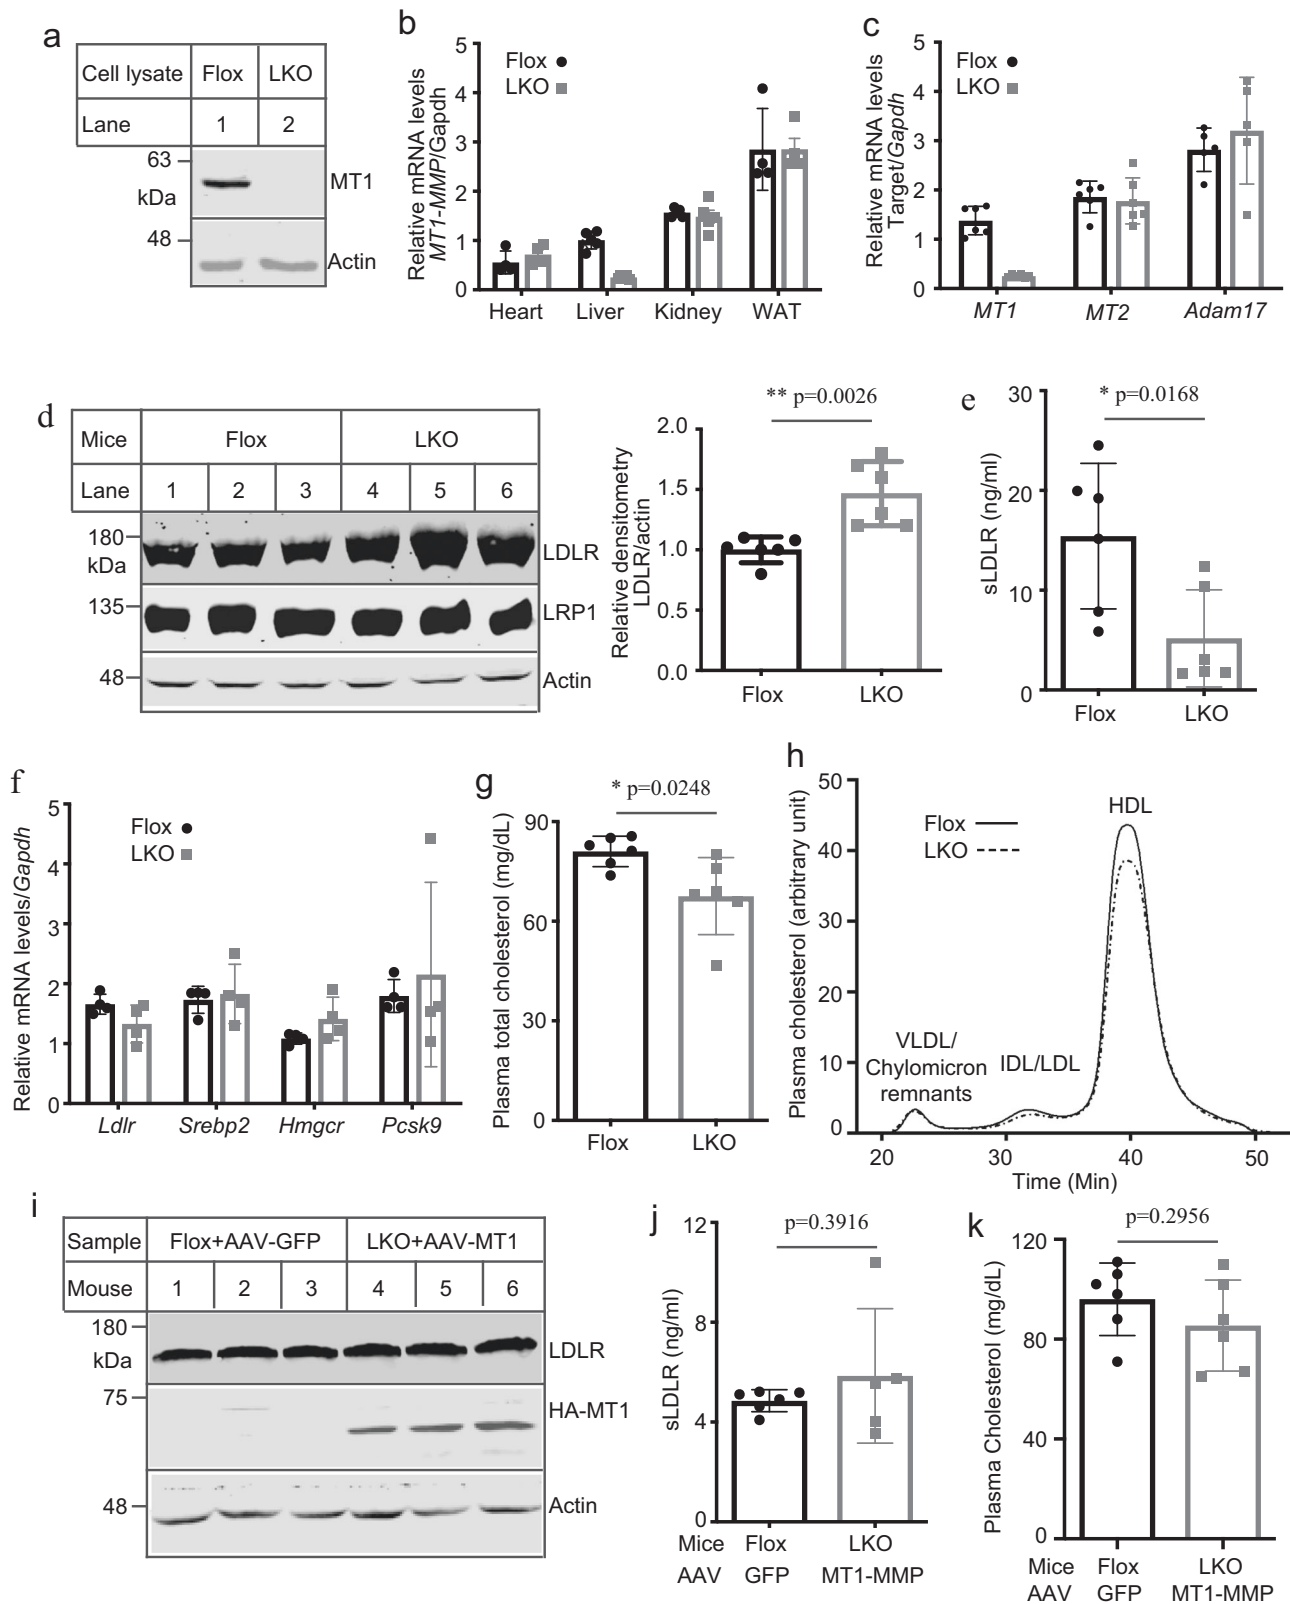 a
Cell lysate Flox LKO
Lane 1 2
63
kDa
48
MT1
Actin
b
Relative mRNA levels
MT1-MMP/Gapdh
5
4
3
2
1
0
Flox
LKO
Heart Liver Kidney WAT
c
Relative mRNA levels
Target/Gapdh
5
4
3
2
1
0
Flox
LKO
MT1 MT2 Adam17
d
Mice Flox LKO
Lane 1 2 3 4 5 6
180
kDa
135
48
LDLR
LRP1
Actin
** p=0.0026
Relative densitometry
LDLR/actin
2.0
1.5
1.0
0.5
0.0
Flox LKO
e
* p=0.0168
sLDLR (ng/ml)
30
20
10
0
Flox LKO
f
Relative mRNA levels/Gapdh
5
4
3
2
1
0
Flox
LKO
Ldlr Srebp2 Hmgcr Pcsk9
g
* p=0.0248
Plasma total cholesterol (mg/dL)
90
60
30
0
Flox LKO
h
Plasma cholesterol (arbitrary unit)
50
40
30
20
10
0
Flox
LKO
HDL
VLDL/
Chylomicron
remnants
IDL/LDL
20 30 40 50
Time (Min)
i
Sample Flox+AAV-GFP LKO+AAV-MT1
Mouse 1 2 3 4 5 6
180
kDa
75
48
LDLR
HA-MT1
Actin
j
p=0.3916
sLDLR (ng/ml)
12
8
4
0
Mice Flox LKO
AAV GFP MT1-MMP
k
p=0.2956
Plasma Cholesterol (mg/dL)
120
80
40
0
Mice Flox LKO
AAV GFP MT1-MMP